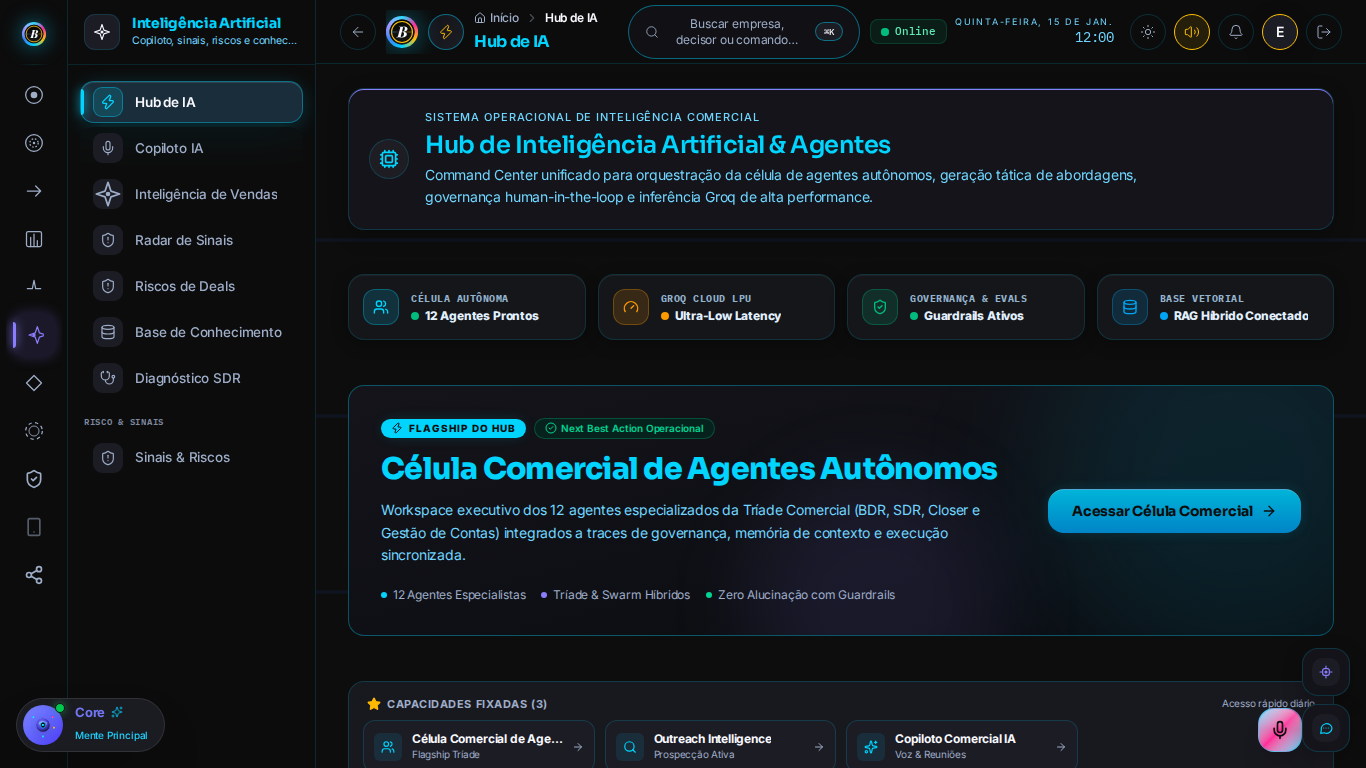 B
Inteligência Artificial
Copiloto, sinais, riscos e conhec...
B
Início
Hub de IA
Hub de IA
Buscar empresa,
decisor ou comando...
⌘K
Online
QUINTA-FEIRA, 15 DE JAN.
12:00
E
Hub de IA
Copiloto IA
Inteligência de Vendas
Radar de Sinais
Riscos de Deals
Base de Conhecimento
Diagnóstico SDR
RISCO & SINAIS
Sinais & Riscos
Core
Mente Principal
SISTEMA OPERACIONAL DE INTELIGÊNCIA COMERCIAL
Hub de Inteligência Artificial & Agentes
Command Center unificado para orquestração da célula de agentes autônomos, geração tática de abordagens,
governança human-in-the-loop e inferência Groq de alta performance.
CÉLULA AUTÔNOMA
12 Agentes Prontos
GROQ CLOUD LPU
Ultra-Low Latency
GOVERNANÇA & EVALS
Guardrails Ativos
BASE VETORIAL
RAG Híbrido Conectado
FLAGSHIP DO HUB
Next Best Action Operacional
Célula Comercial de Agentes Autônomos
Workspace executivo dos 12 agentes especializados da Tríade Comercial (BDR, SDR, Closer e
Gestão de Contas) integrados a traces de governança, memória de contexto e execução
sincronizada.
Acessar Célula Comercial
12 Agentes Especialistas
Tríade & Swarm Híbridos
Zero Alucinação com Guardrails
CAPACIDADES FIXADAS (3)
Acesso rápido diário
Célula Comercial de Age...
Flagship Tríade
Outreach Intelligence
Prospecção Ativa
Copiloto Comercial IA
Voz & Reuniões